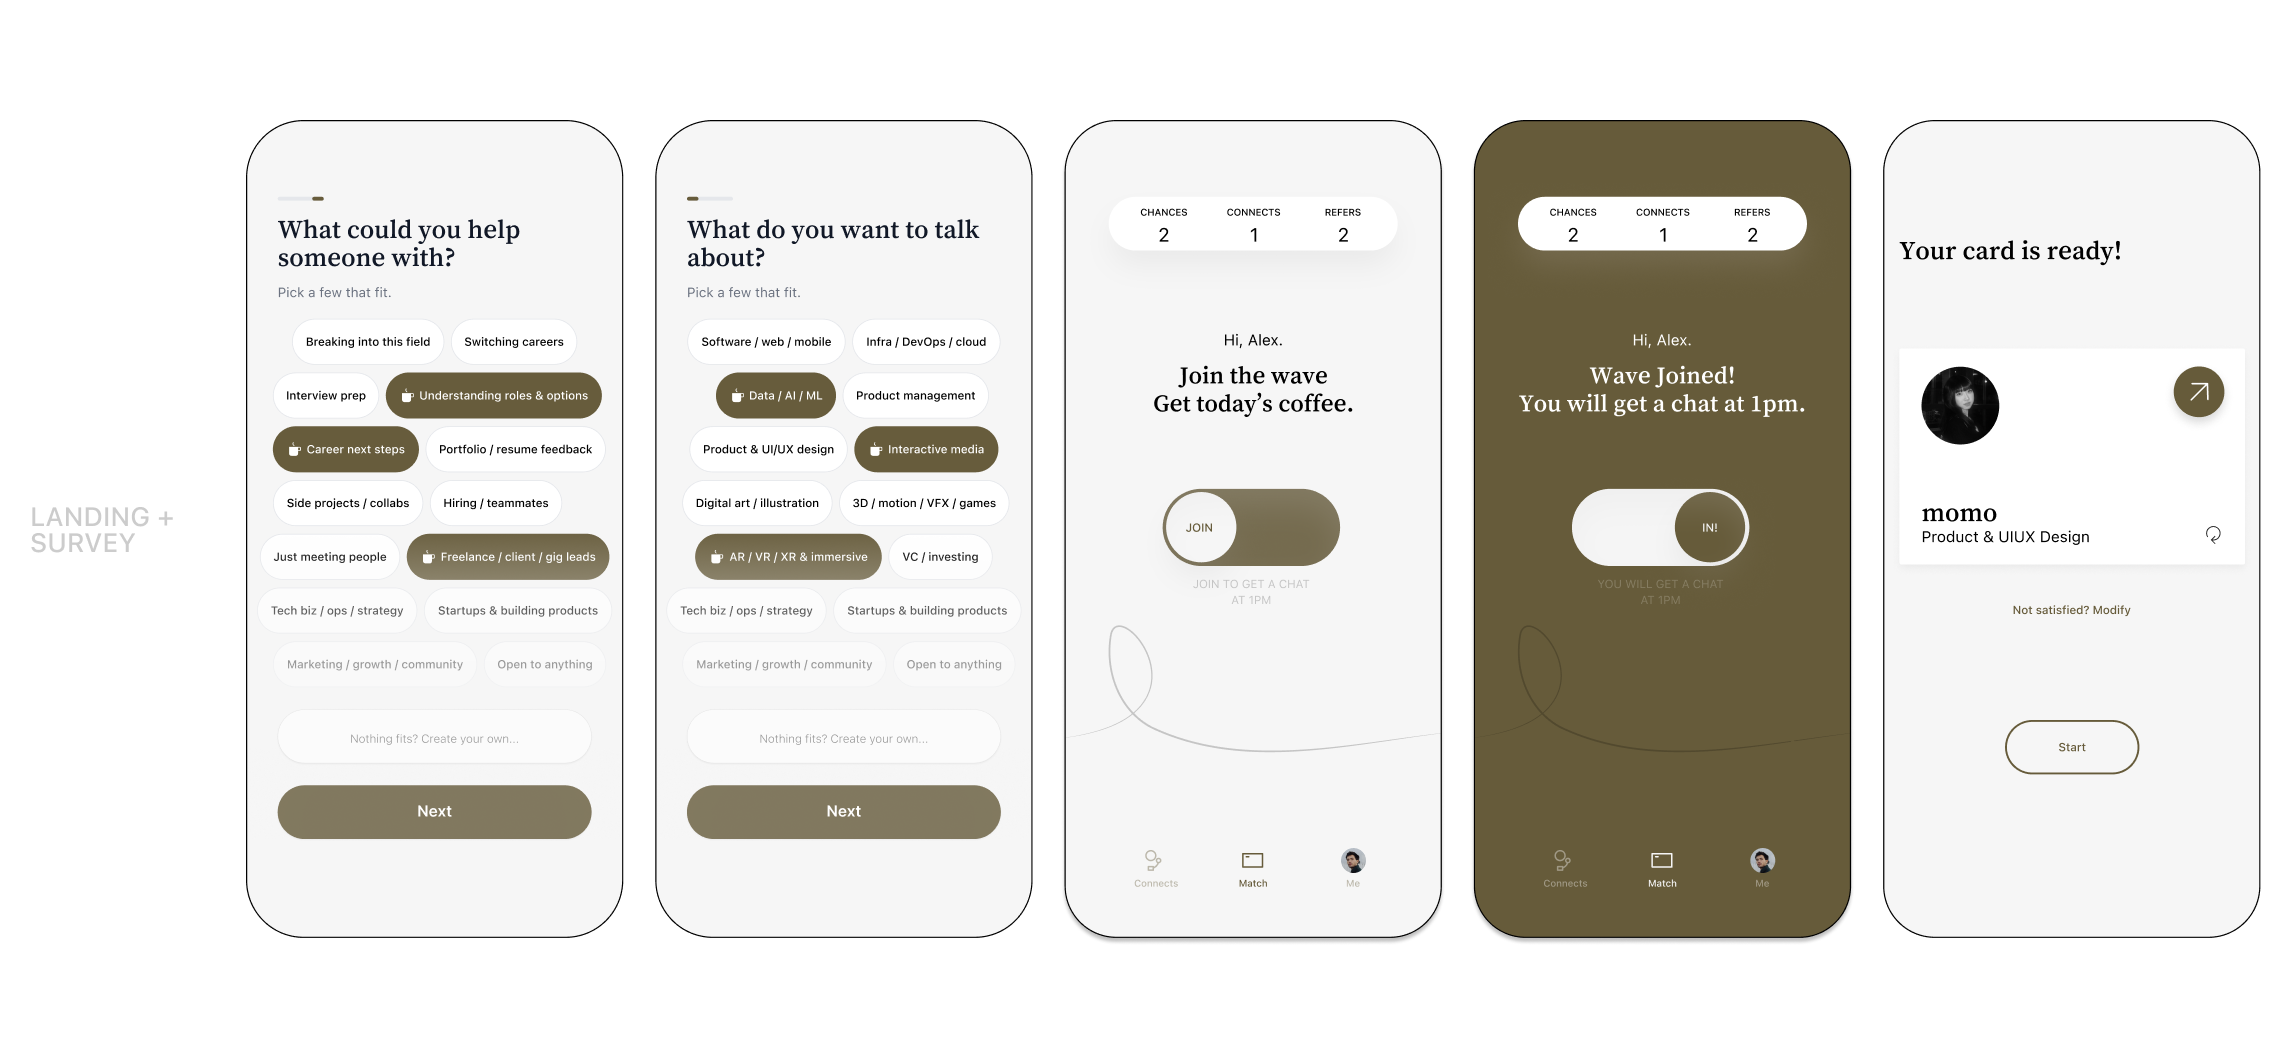 LANDING +
SURVEY
What could you help
someone with?
Pick a few that fit.
Breaking into this field
Switching careers
Interview prep
Understanding roles & options
Career next steps
Portfolio / resume feedback
Side projects / collabs
Hiring / teammates
Just meeting people
Freelance / client / gig leads
Tech biz / ops / strategy
Startups & building products
Marketing / growth / community
Open to anything
Nothing fits? Create your own...
Next
What do you want to talk
about?
Pick a few that fit.
Software / web / mobile
Infra / DevOps / cloud
Data / AI / ML
Product management
Product & UI/UX design
Interactive media
Digital art / illustration
3D / motion / VFX / games
AR / VR / XR & immersive
VC / investing
Tech biz / ops / strategy
Startups & building products
Marketing / growth / community
Open to anything
Nothing fits? Create your own...
Next
CHANCES CONNECTS REFERS
2 1 2
Hi, Alex.
Join the wave
Get today’s coffee.
JOIN
JOIN TO GET A CHAT
AT 1PM
Connects Match Me
CHANCES CONNECTS REFERS
2 1 2
Hi, Alex.
Wave Joined!
You will get a chat at 1pm.
IN!
YOU WILL GET A CHAT
AT 1PM
Connects Match Me
Your card is ready!
momo
Product & UIUX Design
Not satisfied? Modify
Start